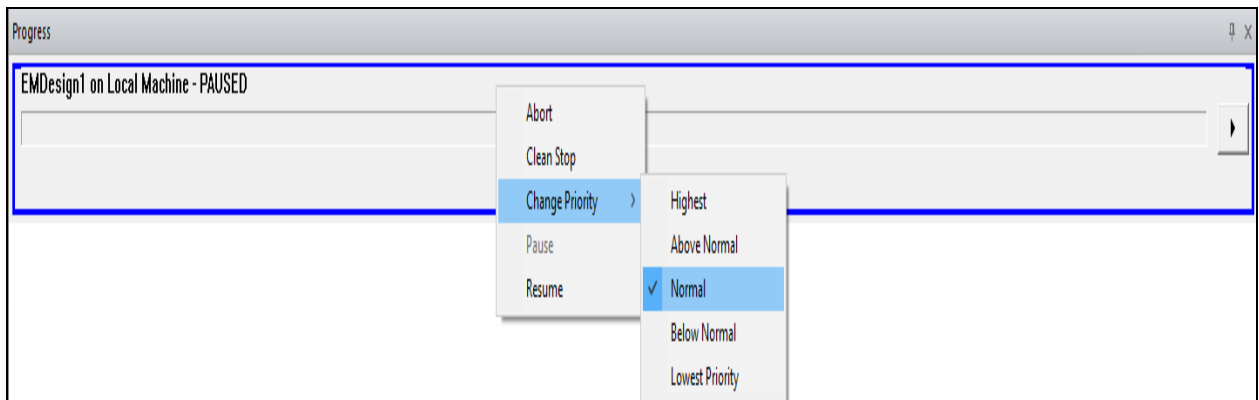 Progress
EMDesign1 on Local Machine - PAUSED
Abort
Clean Stop
Change Priority
Pause
Resume
Highest
Above Normal
Normal
Below Normal
Lowest Priority